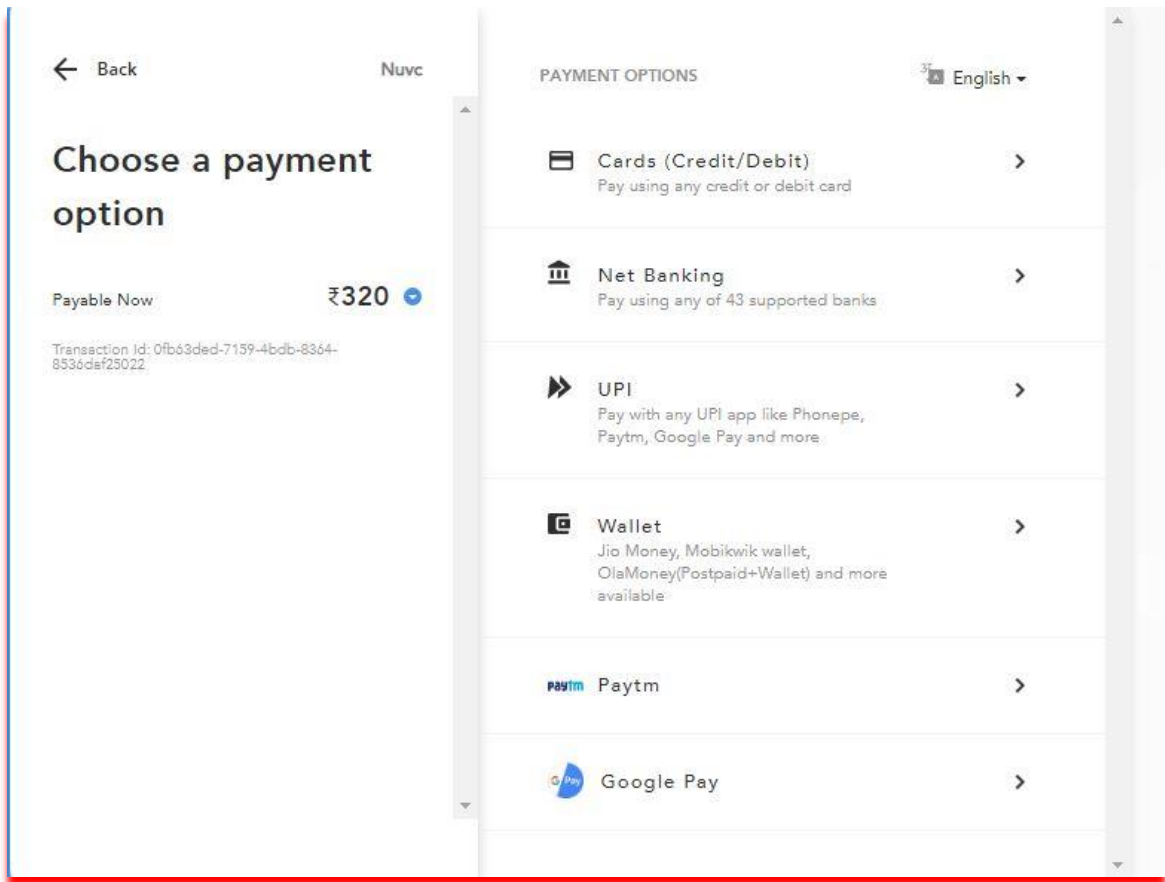 Back
Nuvc
Choose a payment
option
Payable Now
₹320
Transaction Id: 0fb63ded-7159-4bdb-8364-
8536def25022
PAYMENT OPTIONS
English
Cards (Credit/Debit)
Pay using any credit or debit card
Net Banking
Pay using any of 43 supported banks
UPI
Pay with any UPI app like Phonepe,
Paytm, Google Pay and more
Wallet
Jio Money, Mobikwik wallet,
OlaMoney(Postpaid+Wallet) and more
available
Paytm Paytm
G Pay Google Pay